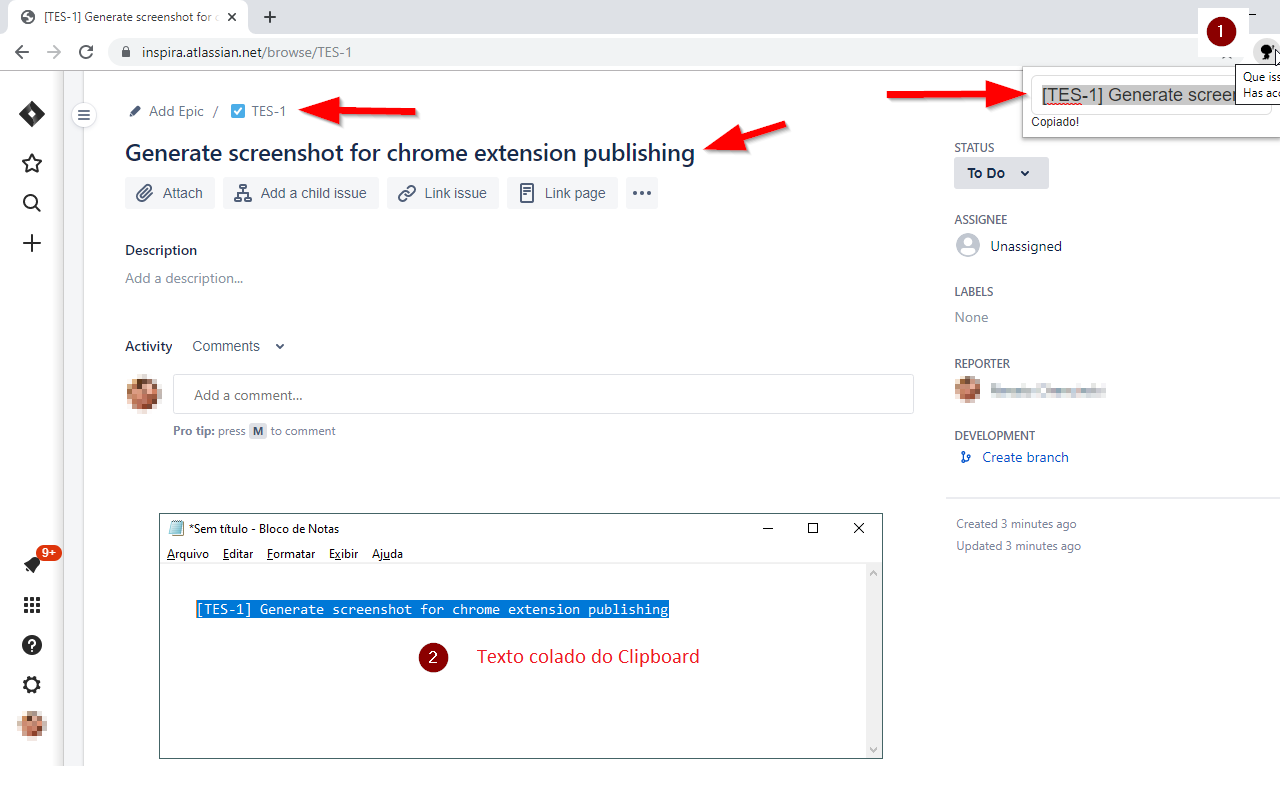 [TES-1] Generate screenshot for c
inspira.atlassian.net/browse/TES-1
1
Que iss
Has acc
[TES-1] Generate screer
Copiado!
Add Epic / TES-1
Generate screenshot for chrome extension publishing
Attach
Add a child issue
Link issue
Link page
Description
Add a description...
Activity
Comments
Add a comment...
Pro tip: press M to comment
STATUS
To Do
ASSIGNEE
Unassigned
LABELS
None
REPORTER
DEVELOPMENT
Create branch
Created 3 minutes ago
Updated 3 minutes ago
9+
*Sem título - Bloco de Notas
Arquivo Editar Formatar Exibir Ajuda
[TES-1] Generate screenshot for chrome extension publishing
2 Texto colado do Clipboard